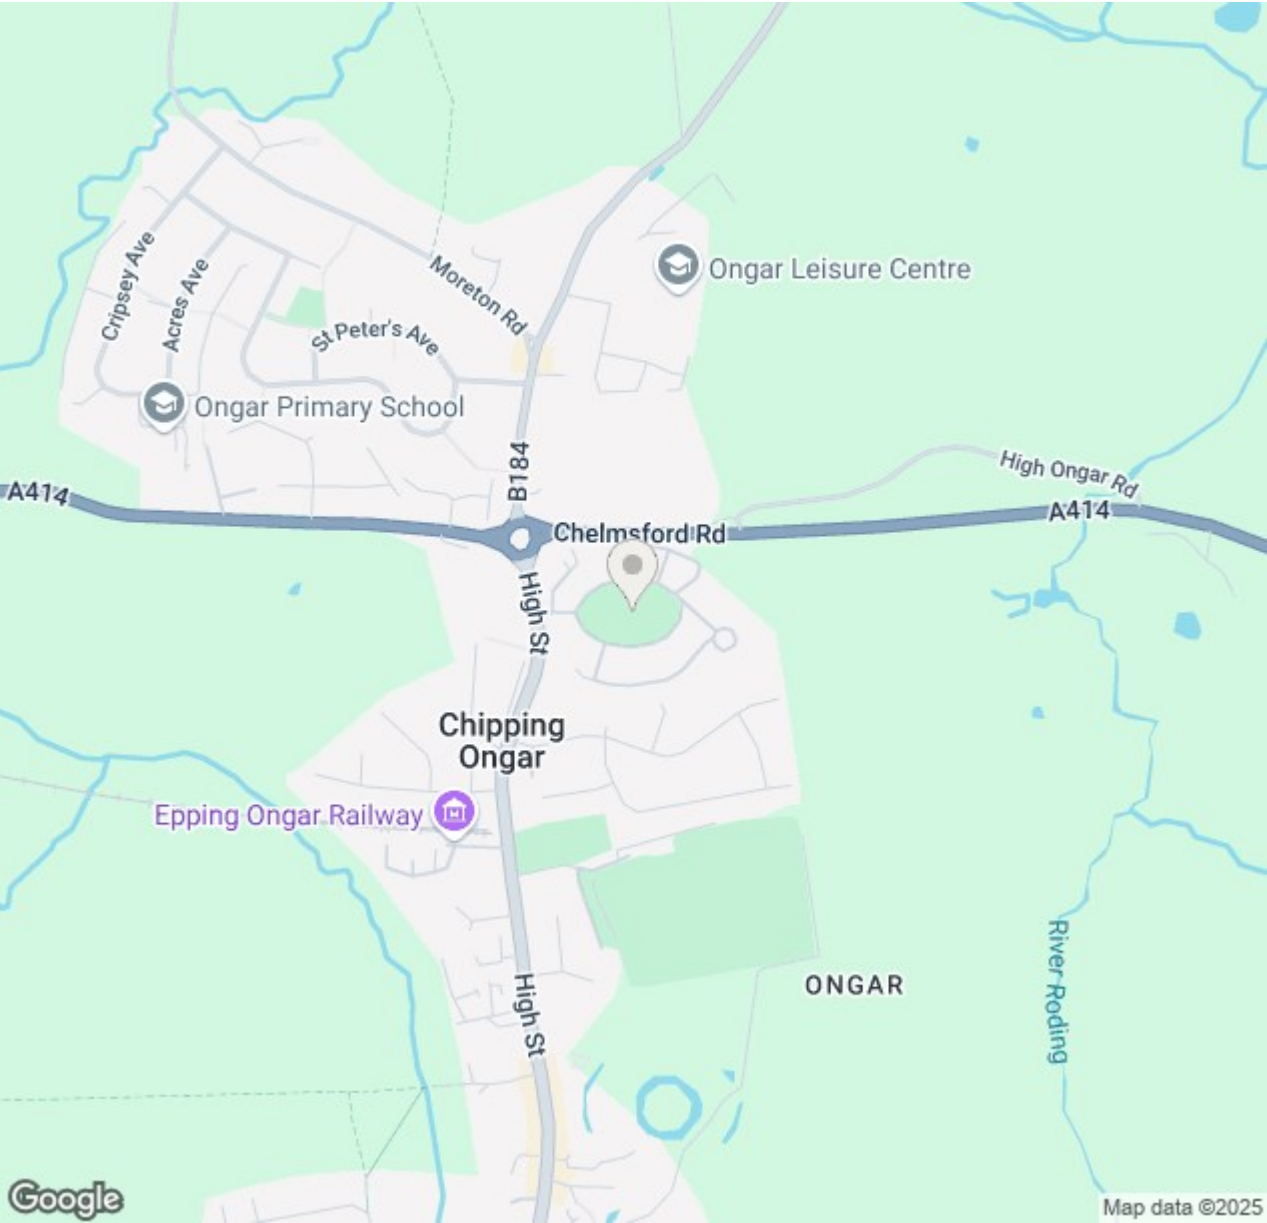 Moreton Rd
Ongar Leisure Centre
Cripsey Ave
Acres Ave
St Peter's Ave
Ongar Primary School
B184
High Ongar Rd
A414
A414
Chelmsford Rd
High St
Chipping
Ongar
Epping Ongar Railway
River Roding
ONGAR
High St
Google
Map data ©2025